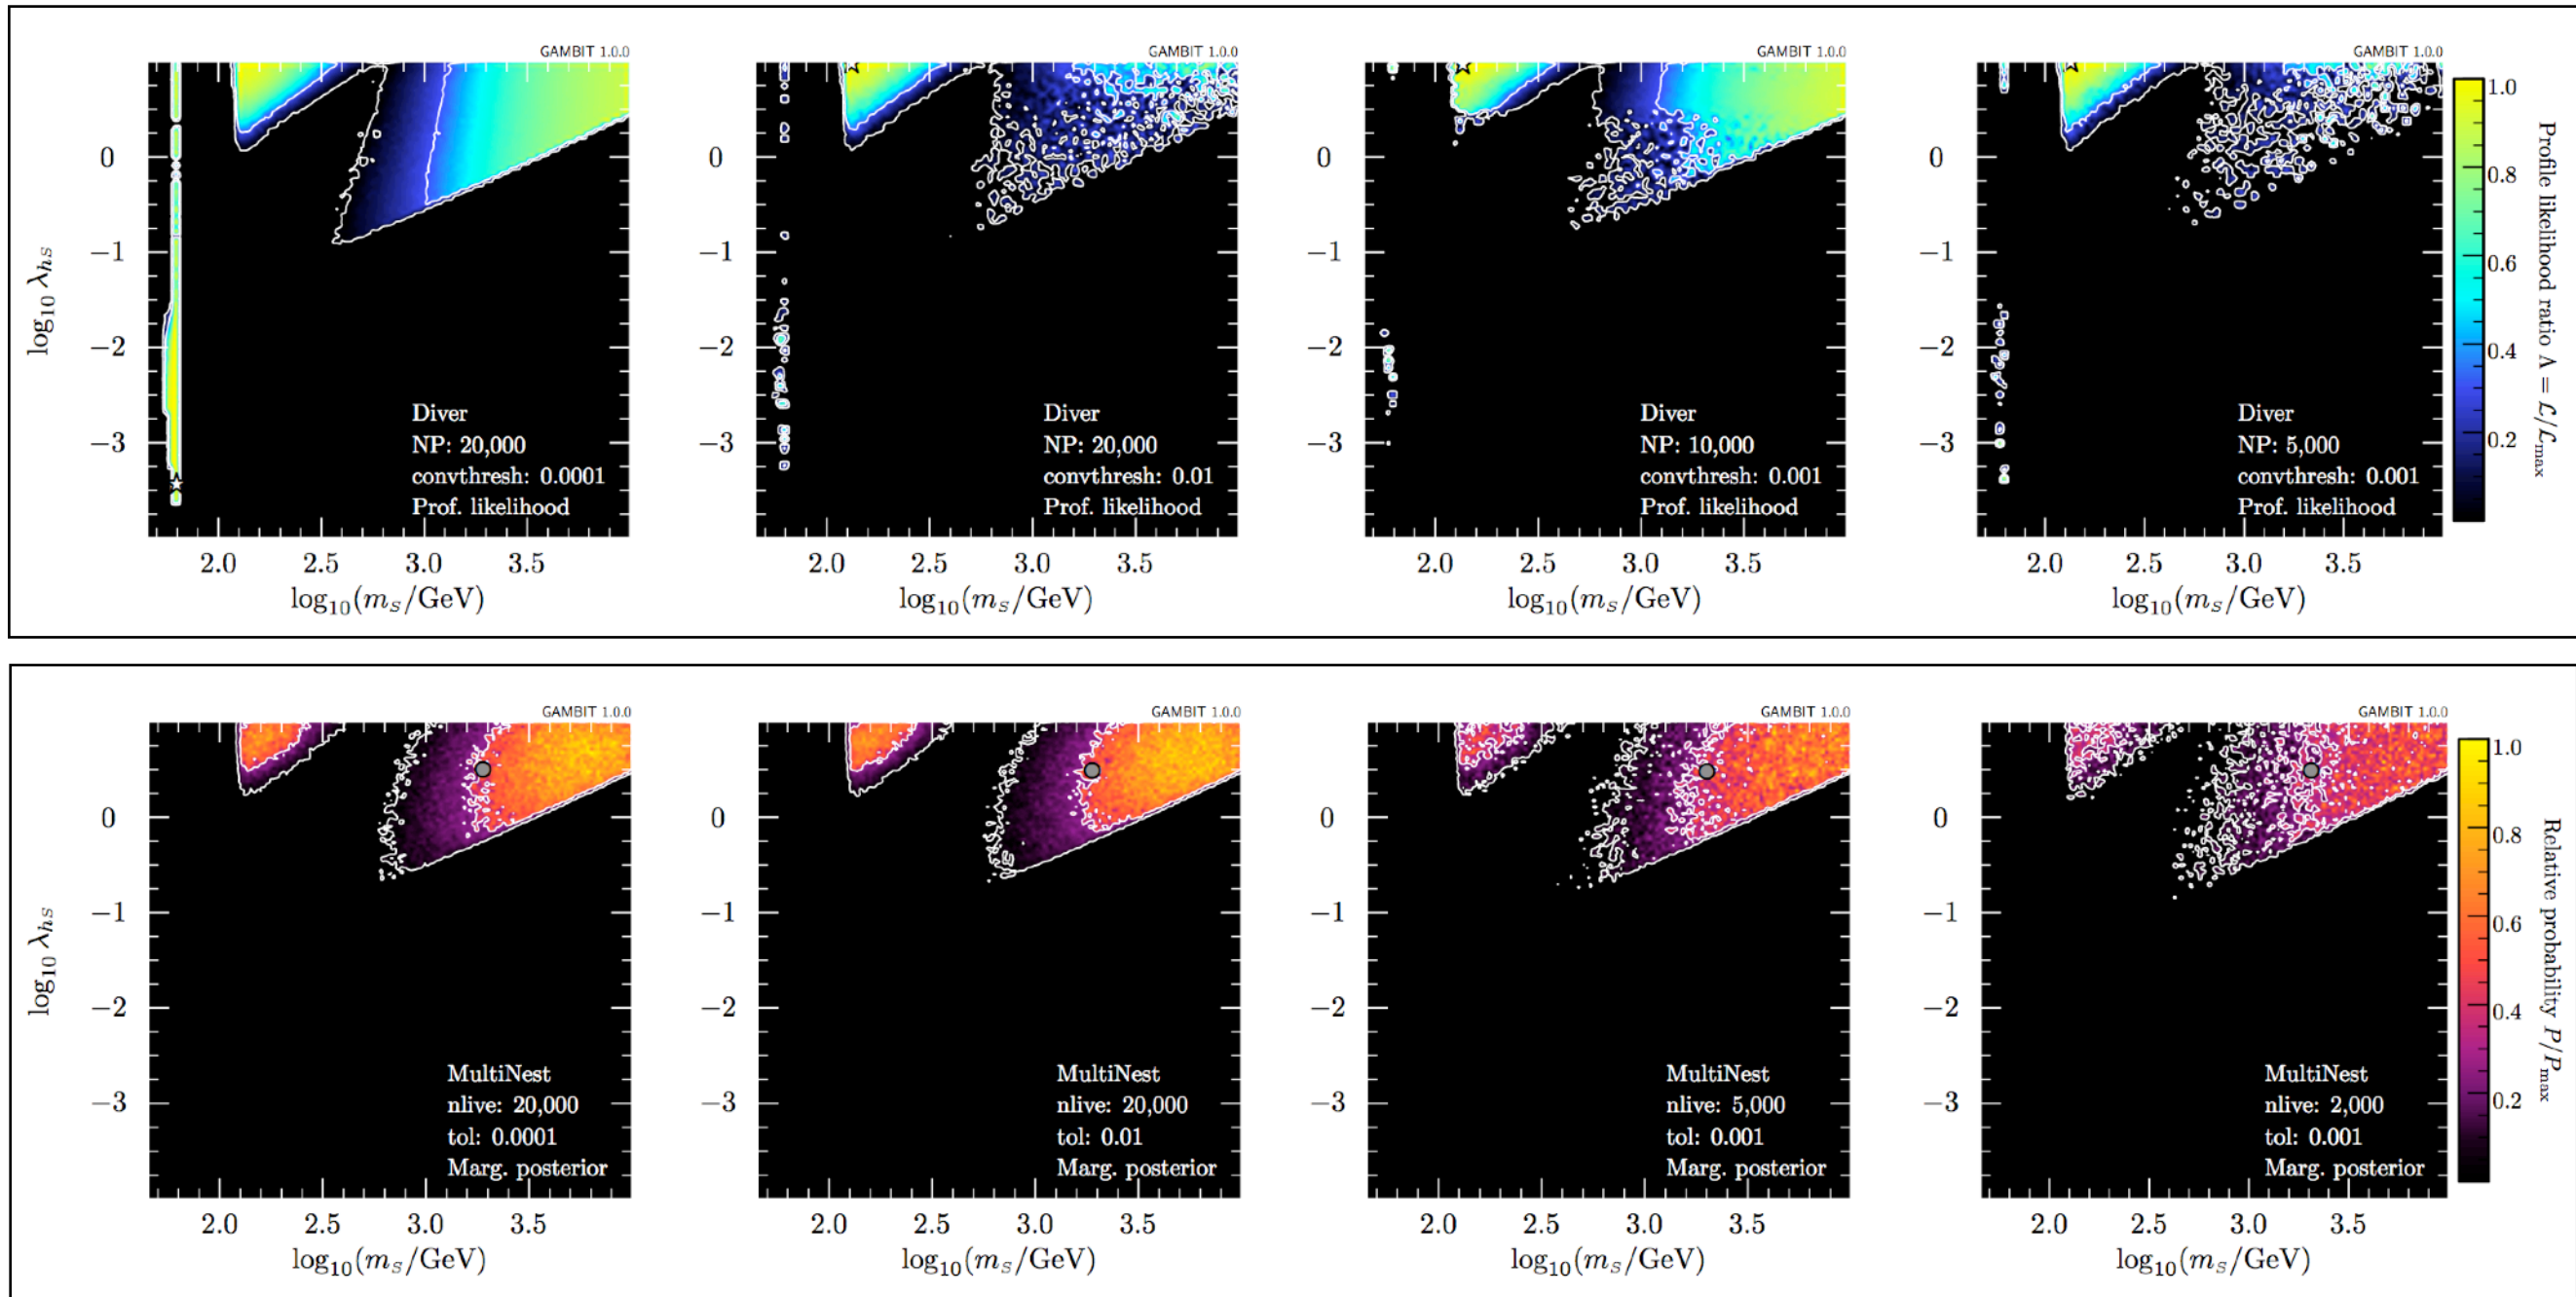 GAMBIT 1.0.0
GAMBIT 1.0.0
GAMBIT 1.0.0
GAMBIT 1.0.0
log₁₀ λₕₛ
0
−1
−2
−3
Diver
NP: 20,000
convthresh: 0.0001
Prof. likelihood
2.0 2.5 3.0 3.5
log₁₀(mₛ/GeV)
0
−1
−2
−3
Diver
NP: 20,000
convthresh: 0.01
Prof. likelihood
2.0 2.5 3.0 3.5
log₁₀(mₛ/GeV)
0
−1
−2
−3
Diver
NP: 10,000
convthresh: 0.001
Prof. likelihood
2.0 2.5 3.0 3.5
log₁₀(mₛ/GeV)
0
−1
−2
−3
Diver
NP: 5,000
convthresh: 0.001
Prof. likelihood
2.0 2.5 3.0 3.5
log₁₀(mₛ/GeV)
1.0
0.8
0.6
0.4
0.2
Profile likelihood ratio Λ = ℒ/ℒmax
GAMBIT 1.0.0
GAMBIT 1.0.0
GAMBIT 1.0.0
GAMBIT 1.0.0
log₁₀ λₕₛ
0
−1
−2
−3
MultiNest
nlive: 20,000
tol: 0.0001
Marg. posterior
2.0 2.5 3.0 3.5
log₁₀(mₛ/GeV)
0
−1
−2
−3
MultiNest
nlive: 20,000
tol: 0.01
Marg. posterior
2.0 2.5 3.0 3.5
log₁₀(mₛ/GeV)
0
−1
−2
−3
MultiNest
nlive: 5,000
tol: 0.001
Marg. posterior
2.0 2.5 3.0 3.5
log₁₀(mₛ/GeV)
0
−1
−2
−3
MultiNest
nlive: 2,000
tol: 0.001
Marg. posterior
2.0 2.5 3.0 3.5
log₁₀(mₛ/GeV)
1.0
0.8
0.6
0.4
0.2
Relative probability P/Pmax